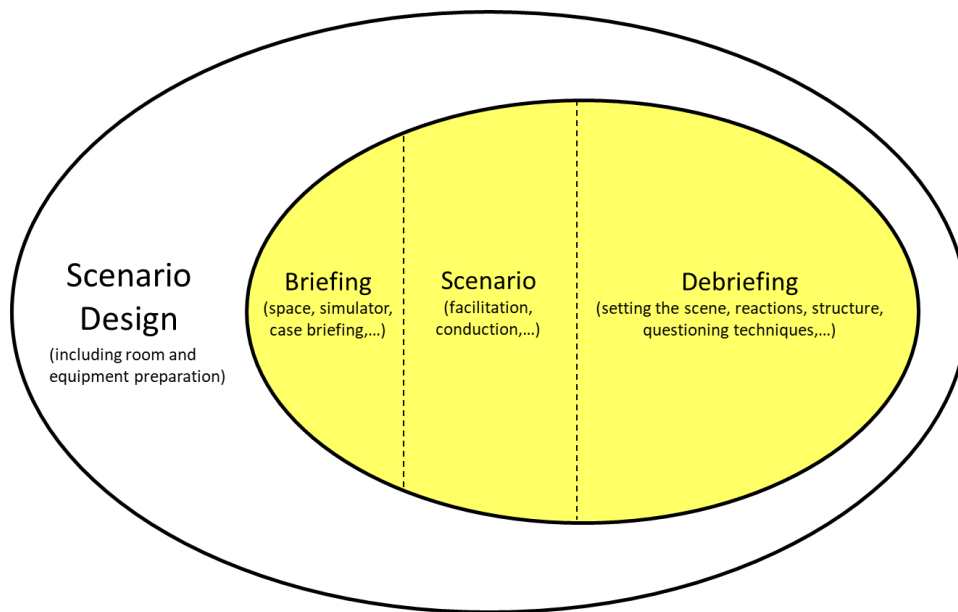 Scenario
Design
(including room and
equipment preparation)
Briefing
(space, simulator,
case briefing,...)
Scenario
(facilitation,
conduction,...)
Debriefing
(setting the scene, reactions, structure,
questioning techniques,...)